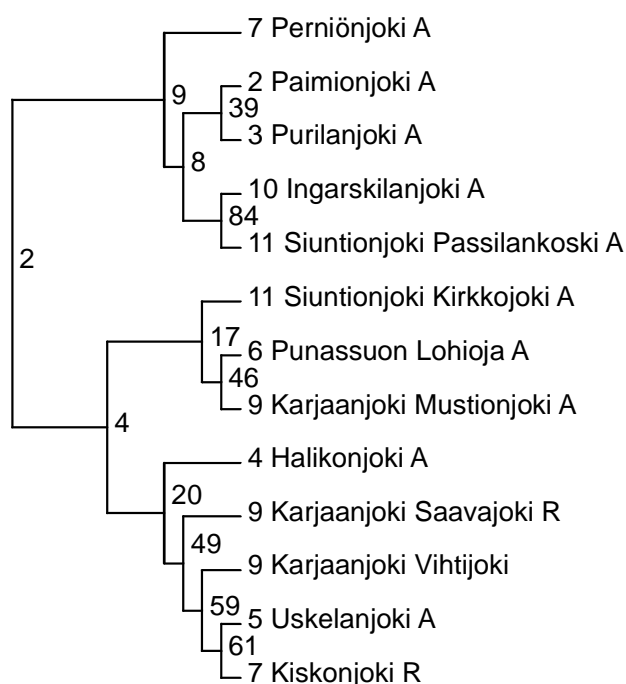 7 Perniönjoki A
2 Paimionjoki A
9
39
3 Purilanjoki A
8
10 Ingarskilanjoki A
84
11 Siuntionjoki Passilankoski A
2
11 Siuntionjoki Kirkkojoki A
17
6 Punassuon Lohioja A
46
9 Karjaanjoki Mustionjoki A
4
4 Halikonjoki A
20
9 Karjaanjoki Saavajoki R
49
9 Karjaanjoki Vihtijoki
59
5 Uskelanjoki A
61
7 Kiskonjoki R